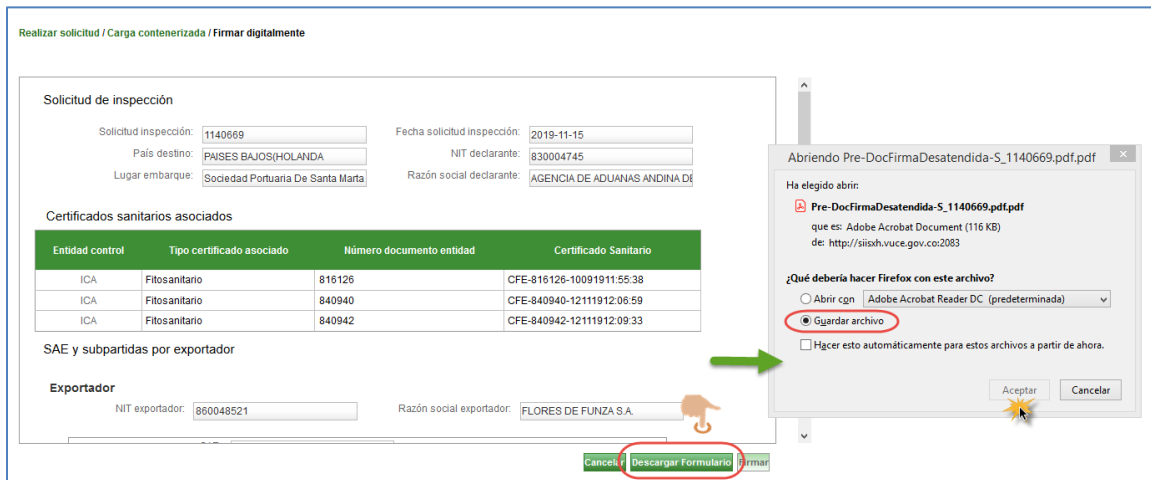 Realizar solicitud / Carga contenerizada / Firmar digitalmente
Solicitud de inspección
Solicitud inspección: 1140669 Fecha solicitud inspección: 2019-11-15
País destino: PAISES BAJOS(HOLANDA NIT declarante: 830004745
Lugar embarque: Sociedad Portuaria De Santa Marta Razón social declarante: AGENCIA DE ADUANAS ANDINA DE
Certificados sanitarios asociados
Entidad control Tipo certificado asociado Número documento entidad Certificado Sanitario
ICA Fitosanitario 816126 CFE-816126-10091911:55:38
ICA Fitosanitario 840940 CFE-840940-12111912:06:59
ICA Fitosanitario 840942 CFE-840942-12111912:09:33
SAE y subpartidas por exportador
Exportador
NIT exportador: 860048521 Razón social exportador: FLORES DE FUNZA S.A.
Cancelar Descargar Formulario Firmar
Abriendo Pre-DocFirmaDesatendida-S_1140669.pdf.pdf
Ha elegido abrir:
Pre-DocFirmaDesatendida-S_1140669.pdf.pdf
que es: Adobe Acrobat Document (116 KB)
de: http://siisxh.vuce.gov.co:2083
¿Qué debería hacer Firefox con este archivo?
Abrir con Adobe Acrobat Reader DC (predeterminada)
Guardar archivo
Hacer esto automáticamente para estos archivos a partir de ahora.
Aceptar Cancelar